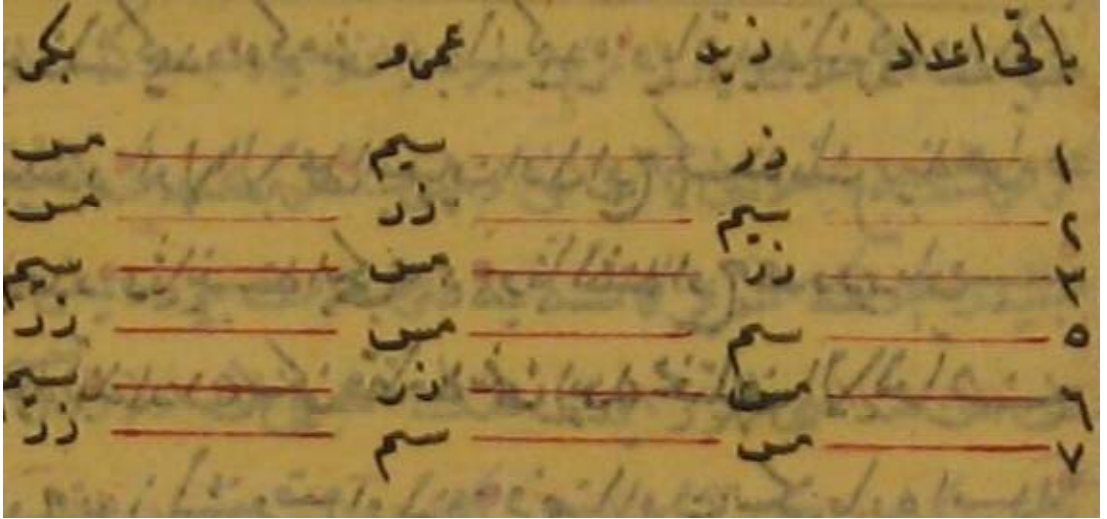 باقی اعداد زید عمرو بکر
۱ زر سیم مس
۲ سیم زر مس
۳ زر مس سیم
۵ سیم مس زر
۶ مس زر سیم
۷ مس سیم زر